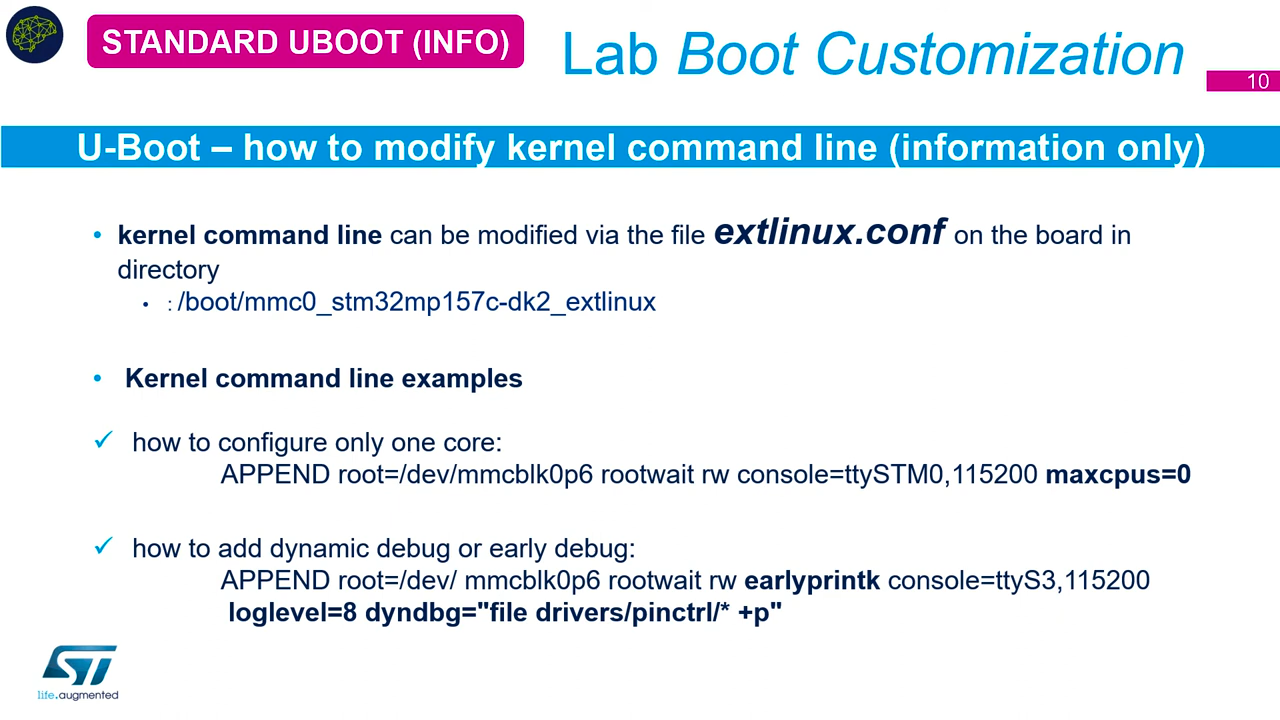 STANDARD UBOOT (INFO)
Lab Boot Customization
10
U-Boot – how to modify kernel command line (information only)
• kernel command line can be modified via the file extlinux.conf on the board in
directory
• : /boot/mmc0_stm32mp157c-dk2_extlinux
• Kernel command line examples
✓ how to configure only one core:
APPEND root=/dev/mmcblk0p6 rootwait rw console=ttySTM0,115200 maxcpus=0
✓ how to add dynamic debug or early debug:
APPEND root=/dev/ mmcblk0p6 rootwait rw earlyprintk console=ttyS3,115200
loglevel=8 dyndbg="file drivers/pinctrl/* +p"
ST
life.augmented